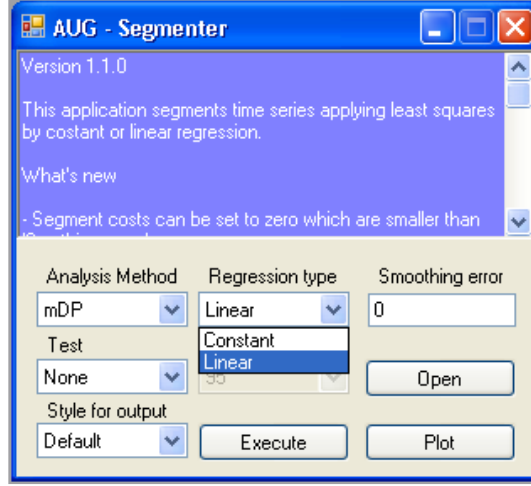 AUG - Segmenter
Version 1.1.0
This application segments time series applying least squares
by costant or linear regression.
What's new
- Segment costs can be set to zero which are smaller than
Analysis Method
Regression type
Smoothing error
mDP
Linear
0
Constant
Linear
Test
None
95
Open
Style for output
Default
Execute
Plot